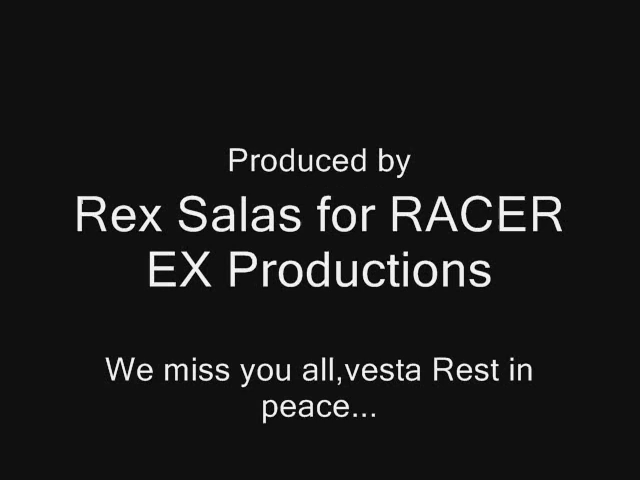 Produced by
Rex Salas for RACER
EX Productions
We miss you all,vesta Rest in
peace...